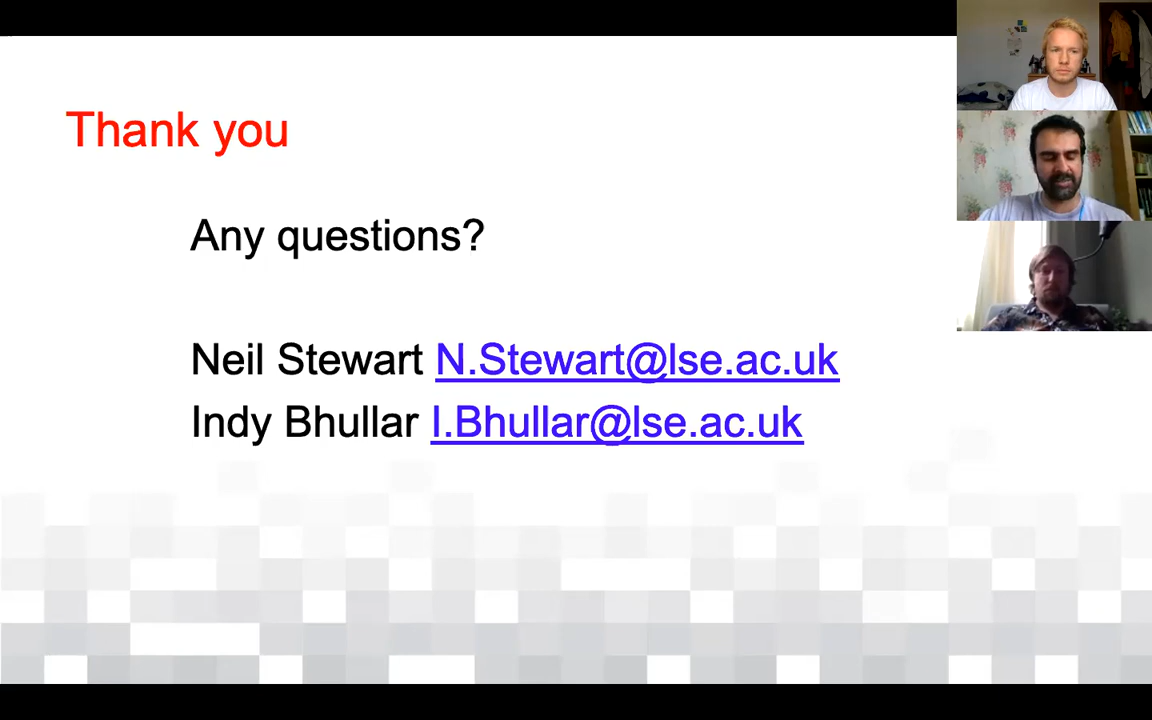 Thank you
Any questions?
Neil Stewart N.Stewart@lse.ac.uk
Indy Bhullar I.Bhullar@lse.ac.uk